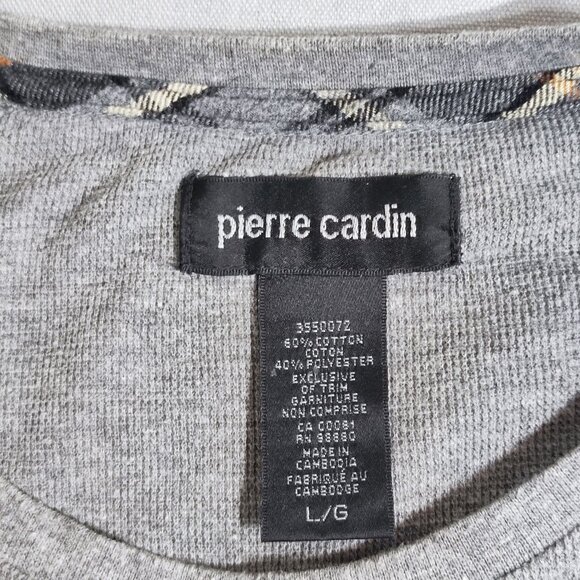 pierre cardin
3550072
60% COTTON
COTON
40% POLYESTER
EXCLUSIVE
OF TRIM
GARNITURE
NON COMPRISE
CA 00081
RN 98860
MADE IN
CAMBODIA
FABRIQUÉ AU
CAMBODGE
L/G